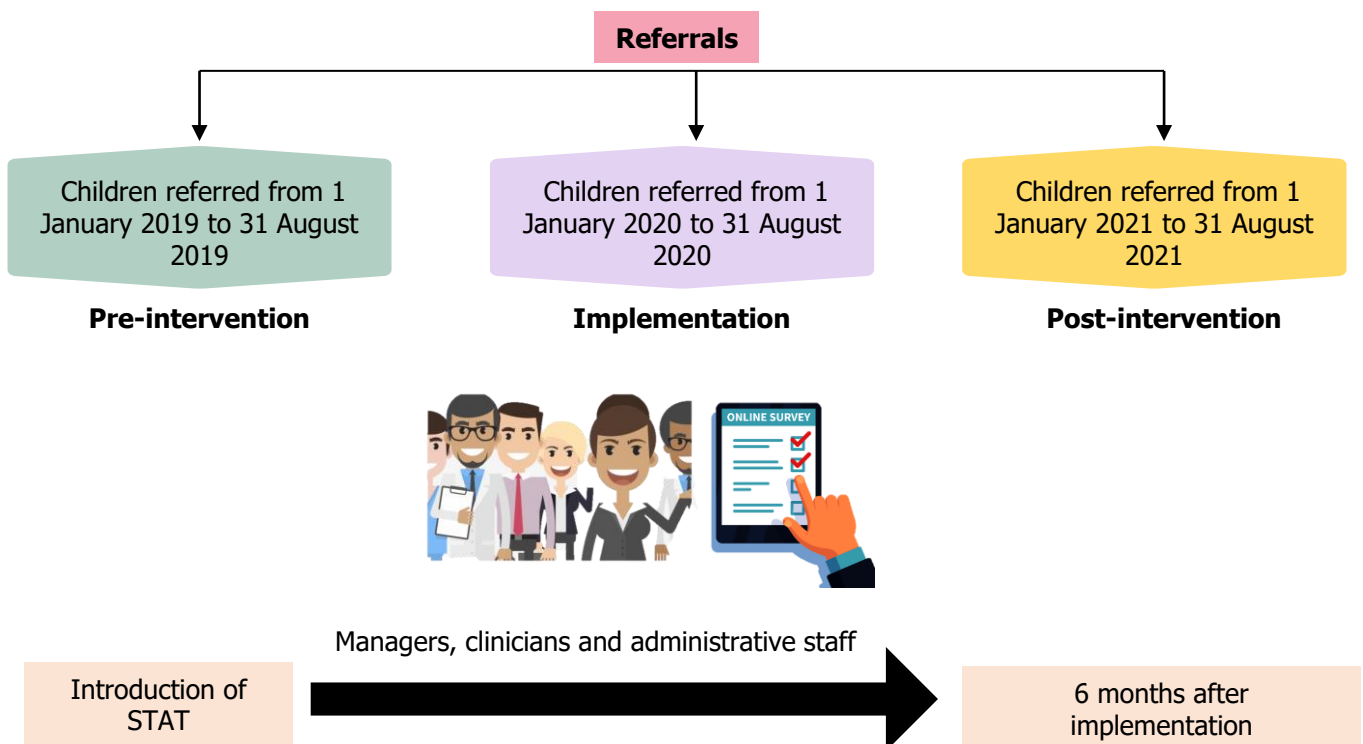 Referrals
Children referred from 1
January 2019 to 31 August
2019
Children referred from 1
January 2020 to 31 August
2020
Children referred from 1
January 2021 to 31 August
2021
Pre-intervention
Implementation
Post-intervention
ONLINE SURVEY
Managers, clinicians and administrative staff
Introduction of
STAT
6 months after
implementation